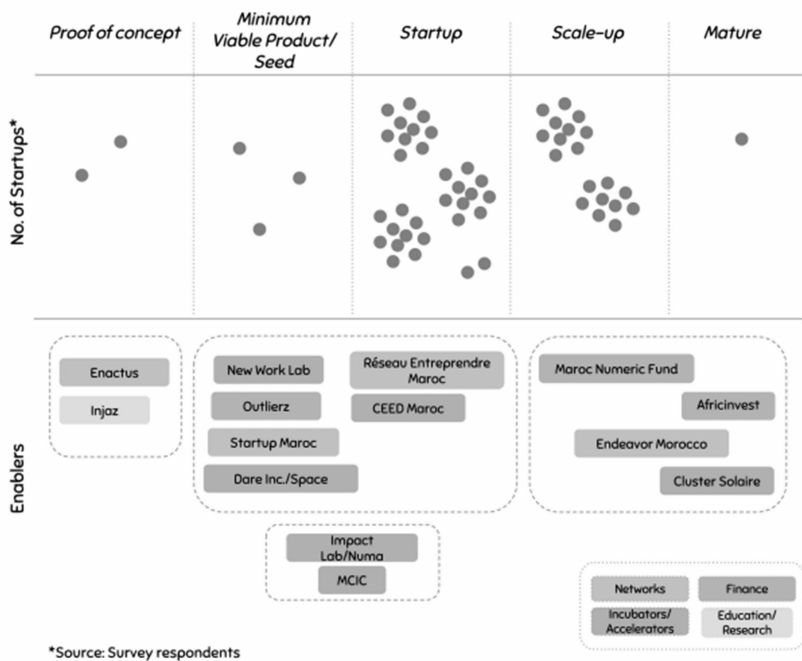 Proof of concept
Minimum
Viable Product/
Seed
Startup
Scale-up
Mature
No. of Startups*
Enablers
Enactus
Injaz
New Work Lab
Outlierz
Startup Maroc
Dare Inc./Space
Réseau Entreprendre
Maroc
CEED Maroc
Impact
Lab/Numa
MCIC
Maroc Numeric Fund
Africinvest
Endeavor Morocco
Cluster Solaire
Networks
Finance
Incubators/
Accelerators
Education/
Research
*Source: Survey respondents